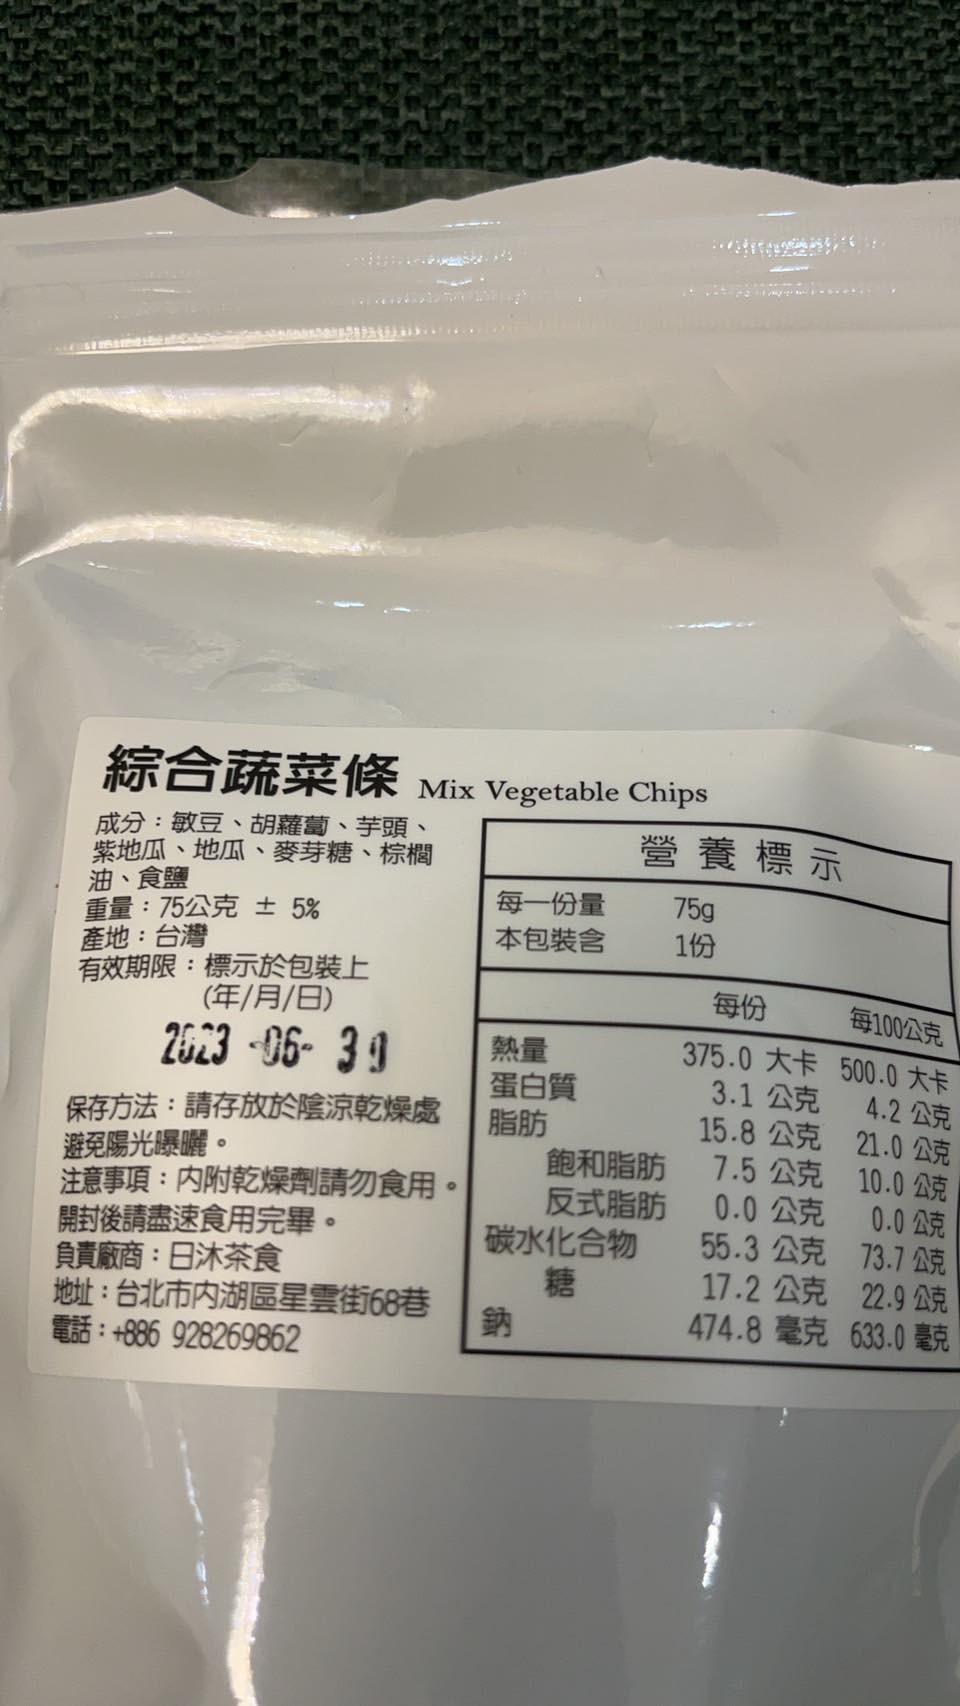 綜合蔬菜條 Mix Vegetable Chips
成分：敏豆、胡蘿蔔、芋頭、
紫地瓜、地瓜、麥芽糖、棕櫚
油、食鹽
重量：75公克 ± 5%
產地：台灣
有效期限：標示於包裝上
(年/月/日)
2023-06-30
保存方法：請存放於陰涼乾燥處
避免陽光曝曬。
注意事項：內附乾燥劑請勿食用。
開封後請盡速食用完畢。
負責廠商：日沐茶食
地址：台北市內湖區星雲街68巷
電話：+886 928269862
營養標示
每一份量 75g
本包裝含 1份
每份 每100公克
熱量 375.0 大卡 500.0 大卡
蛋白質 3.1 公克 4.2 公克
脂肪 15.8 公克 21.0 公克
飽和脂肪 7.5 公克 10.0 公克
反式脂肪 0.0 公克 0.0 公克
碳水化合物 55.3 公克 73.7 公克
糖 17.2 公克 22.9 公克
鈉 474.8 毫克 633.0 毫克